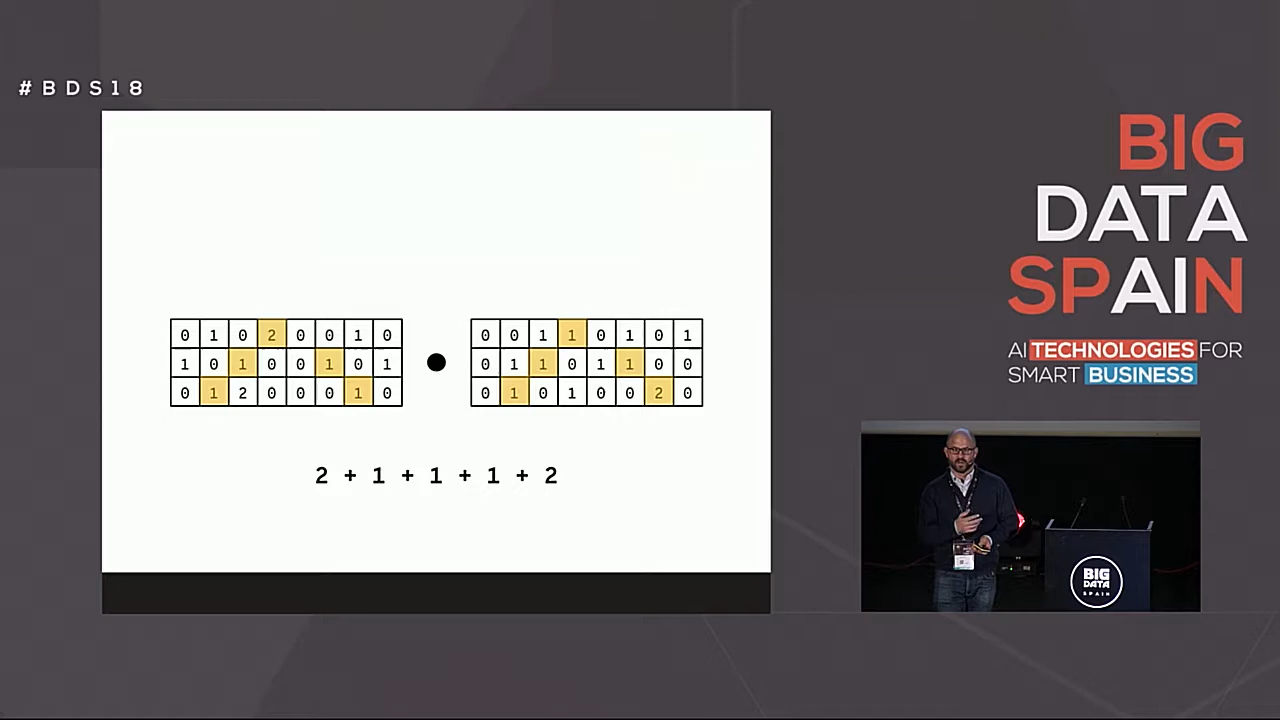 #BDS18
BIG
DATA
SPAIN
AI TECHNOLOGIES FOR
SMART BUSINESS
0 1 0 2 0 0 1 0
1 0 1 0 0 1 0 1
0 1 2 0 0 0 1 0
0 0 1 1 0 1 0 1
0 1 1 0 1 1 0 0
0 1 0 1 0 0 2 0
2 + 1 + 1 + 1 + 2
BIG
DATA
SPAIN